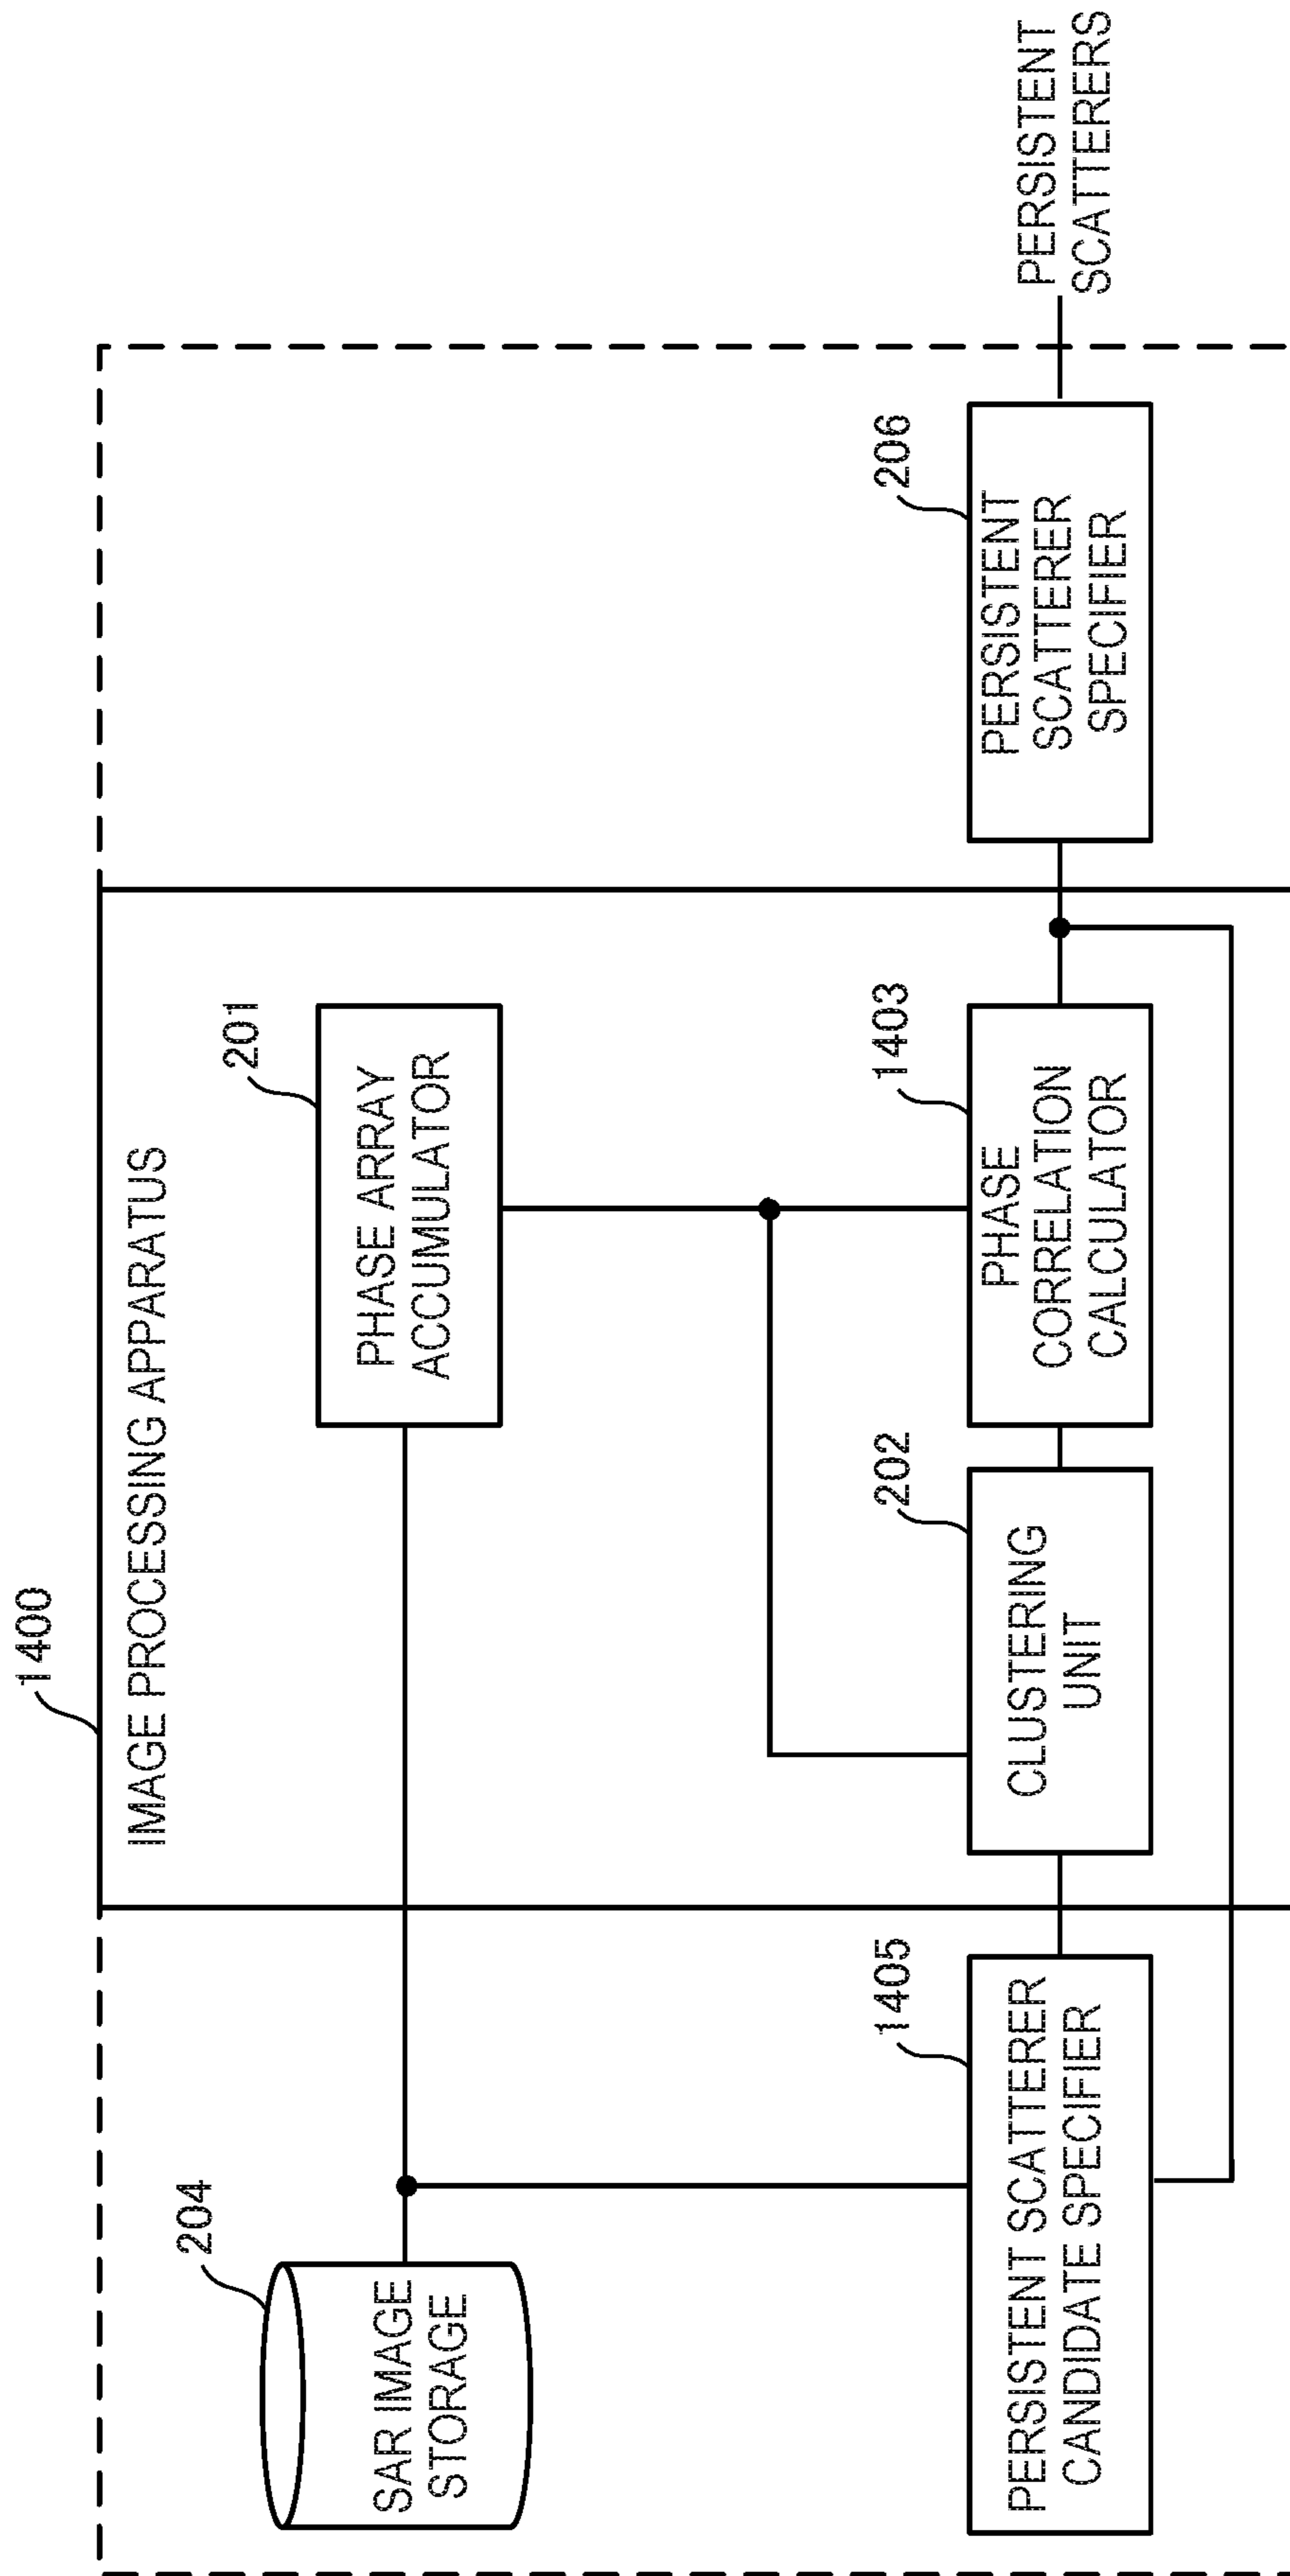 1400
IMAGE PROCESSING APPARATUS
204
SAR IMAGE
STORAGE
201
PHASE ARRAY
ACCUMULATOR
1405
PERSISTENT SCATTERER
CANDIDATE SPECIFIER
202
CLUSTERING
UNIT
1403
PHASE
CORRELATION
CALCULATOR
206
PERSISTENT
SCATTERER
SPECIFIER
PERSISTENT
SCATTERERS